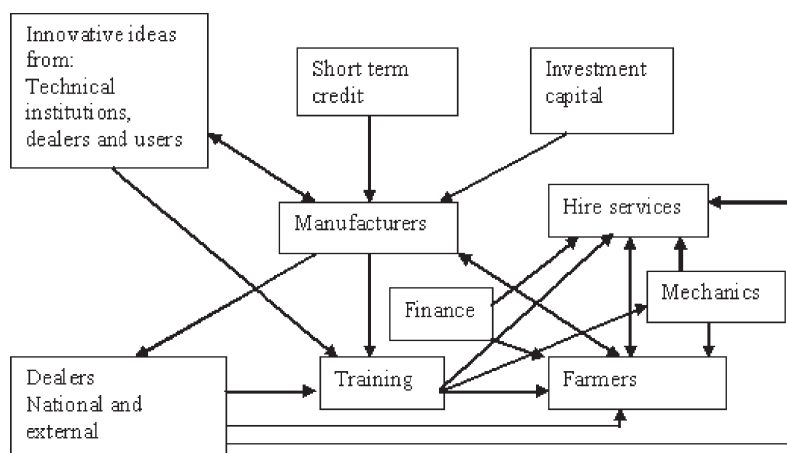 Innovative ideas
from:
Technical
institutions,
dealers and users
Short term
credit
Investment
capital
Manufacturers
Hire services
Finance
Mechanics
Dealers
National and
external
Training
Farmers